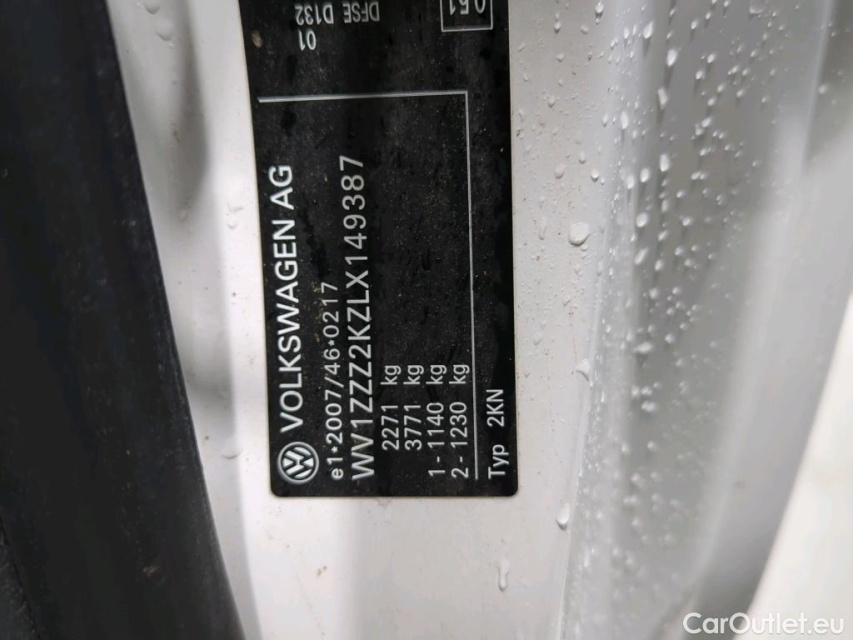 VOLKSWAGEN AG
e1*2007/46*0217
WV1ZZZ2KZLX149387
2271 kg
3771 kg
1- 1140 kg
2- 1230 kg
Typ 2KN
01
DFSE D132
051
CarOutlet.eu